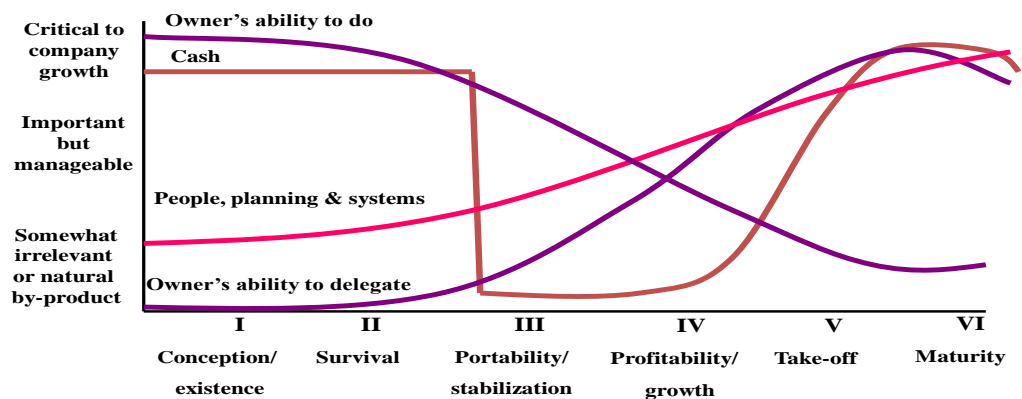 Critical to
company
growth
Owner's ability to do
Cash
Important
but
manageable
People, planning & systems
Somewhat
irrelevant
or natural
by-product
Owner's ability to delegate
I
II
III
IV
V
VI
Conception/
existence
Survival
Portability/
stabilization
Profitability/
growth
Take-off
Maturity